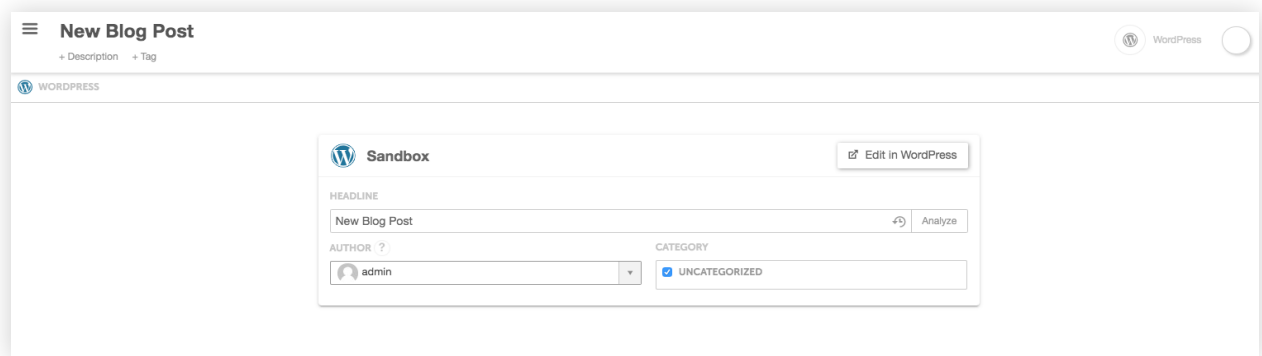 New Blog Post
+ Description + Tag
WordPress
WORDPRESS
Sandbox
Edit in WordPress
HEADLINE
New Blog Post
Analyze
AUTHOR ?
CATEGORY
admin
UNCATEGORIZED